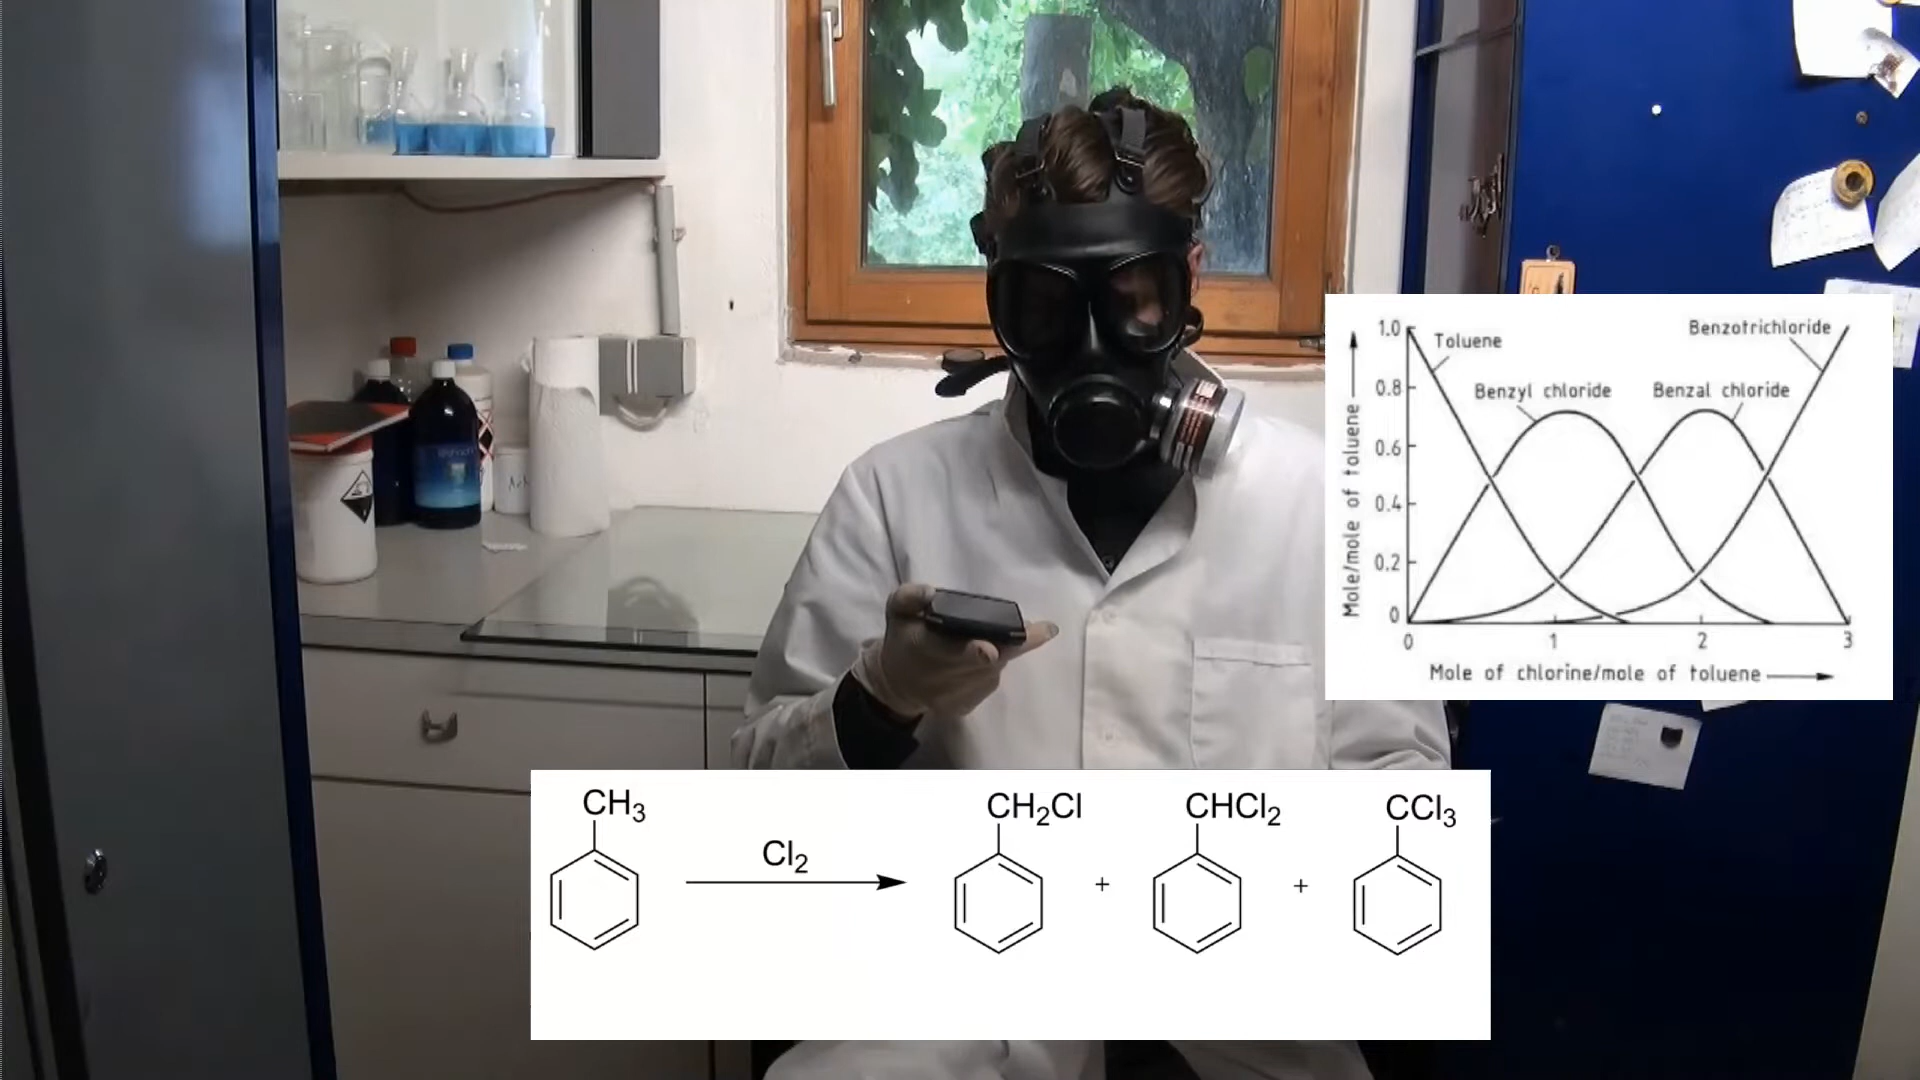 1.0
Toluene
Benzotrichloride
0.8
Benzyl chloride
Benzal chloride
0.6
0.4
0.2
0
0
1
2
3
Mole/mole of toluene
Mole of chlorine/mole of toluene
CH3
Cl2
CH2Cl
+
CHCl2
+
CCl3